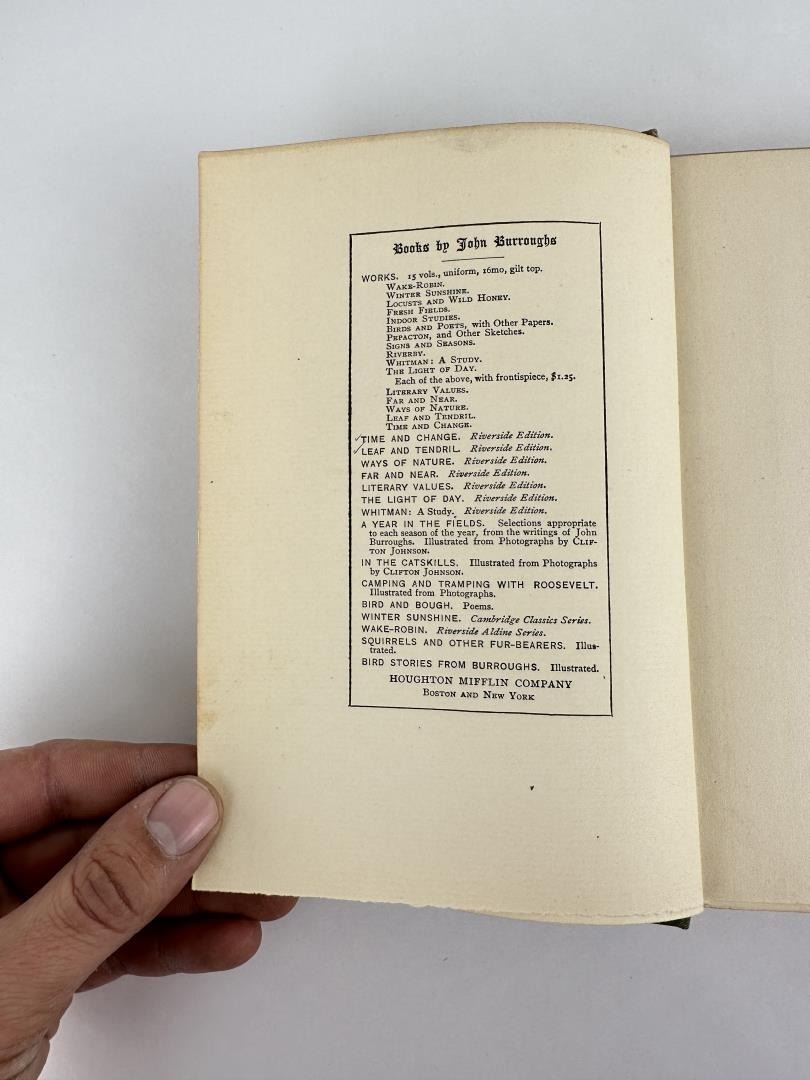 Books by John Burroughs
WORKS. 15 vols., uniform, 16mo, gilt top.
WAKE-ROBIN.
WINTER SUNSHINE.
LOCUSTS AND WILD HONEY.
FRESH FIELDS.
INDOOR STUDIES.
BIRDS AND POETS, with Other Papers.
PEPACTON, and Other Sketches.
SIGNS AND SEASONS.
RIVERBY.
WHITMAN: A STUDY.
THE LIGHT OF DAY.
Each of the above, with frontispiece, $1.25.
LITERARY VALUES.
FAR AND NEAR.
WAYS OF NATURE.
LEAF AND TENDRIL.
TIME AND CHANGE.
TIME AND CHANGE. Riverside Edition.
LEAF AND TENDRIL. Riverside Edition.
WAYS OF NATURE. Riverside Edition.
FAR AND NEAR. Riverside Edition.
LITERARY VALUES. Riverside Edition.
THE LIGHT OF DAY. Riverside Edition.
WHITMAN: A Study. Riverside Edition.
A YEAR IN THE FIELDS. Selections appropriate
to each season of the year, from the writings of John
Burroughs. Illustrated from Photographs by CLIF-
TON JOHNSON.
IN THE CATSKILLS. Illustrated from Photographs
by CLIFTON JOHNSON.
CAMPING AND TRAMPING WITH ROOSEVELT.
Illustrated from Photographs.
BIRD AND BOUGH. Poems.
WINTER SUNSHINE. Cambridge Classics Series.
WAKE-ROBIN. Riverside Aldine Series.
SQUIRRELS AND OTHER FUR-BEARERS. Illus-
trated.
BIRD STORIES FROM BURROUGHS. Illustrated.
HOUGHTON MIFFLIN COMPANY
BOSTON AND NEW YORK